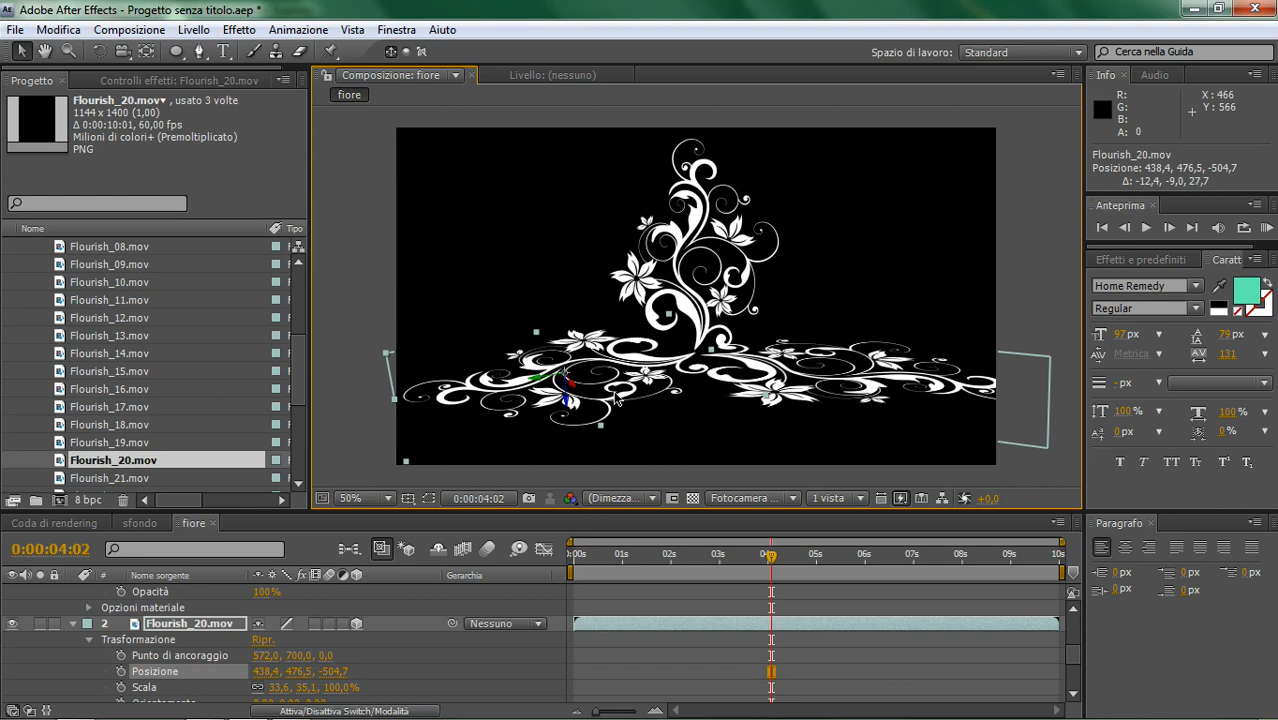 Adobe After Effects - Progetto senza titolo.aep *
File Modifica Composizione Livello Effetto Animazione Vista Finestra Aiuto
Spazio di lavoro: Standard Cerca nella Guida
Progetto Controlli effetti: Flourish_20.mov
Flourish_20.mov , usato 3 volte
1144 x 1400 (1,00)
Δ 0:00:10:01, 60,00 fps
Milioni di colori+ (Premoltiplicato)
PNG
Nome Tipo
Flourish_08.mov
Flourish_09.mov
Flourish_10.mov
Flourish_11.mov
Flourish_12.mov
Flourish_13.mov
Flourish_14.mov
Flourish_15.mov
Flourish_16.mov
Flourish_17.mov
Flourish_18.mov
Flourish_19.mov
Flourish_20.mov
Flourish_21.mov
8 bpc
Composizione: fiore Livello: (nessuno)
fiore
50% 0:00:04:02 (Dimezza... Fotocamera ... 1 vista +0,0
Info Audio
R: X : 466
G: Y : 566
B:
A: 0
Flourish_20.mov
Posizione: 438,4, 476,5, -504,7
Δ: -12,4, -9,0, 27,7
Anteprima
Effetti e predefiniti Caratt
Home Remedy
Regular
97 px 79 px
Metrica 131
- px
100 % 100 %
0 px 0 %
T T TT Tr T¹ T₁
Paragrafo
0 px 0 px 0 px
0 px 0 px
Coda di rendering sfondo fiore
0:00:04:02
Nome sorgente Gerarchia
0:00s 01s 02s 03s 04s 05s 06s 07s 08s 09s 10s
Opacità 100%
Opzioni materiale
2 Flourish_20.mov Nessuno
Trasformazione Ripr.
Punto di ancoraggio 572,0, 700,0, 0,0
Posizione 438,4, 476,5, -504,7
Scala 33,6, 35,1, 100,0%
Attiva/Disattiva Switch/Modalità